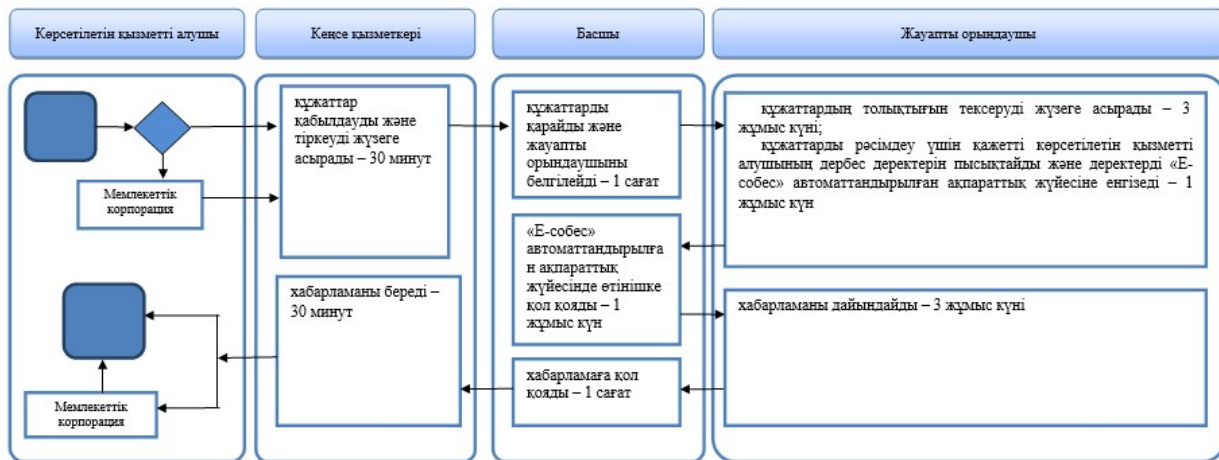 Көрсетілетін қызметті алушы
Кеңсе қызметкері
Басшы
Жауапты орындаушы
Мемлекеттік
корпорация
құжаттар
қабылдауды және
тіркеуді жүзеге
асырады – 30 минут
құжаттарды
қарайды және
жауапты
орындаушыны
белгілейді – 1 сағат
құжаттардың толықтығын тексеруді жүзеге асырады – 3
жұмыс күні;
құжаттарды рәсімдеу үшін қажетті көрсетілетін қызметті
алушының дербес деректерін пысықтайды және деректерді «Е-
собес» автоматтандырылған ақпараттық жүйесіне енгізеді – 1
жұмыс күн
«Е-собес»
автоматтандырылға
н ақпараттық
жүйесінде өтінішке
қол қояды – 1
жұмыс күн
хабарламаны дайындайды – 3 жұмыс күні
хабарламаға қол
қояды – 1 сағат
хабарламаны береді –
30 минут
Мемлекеттік
корпорация